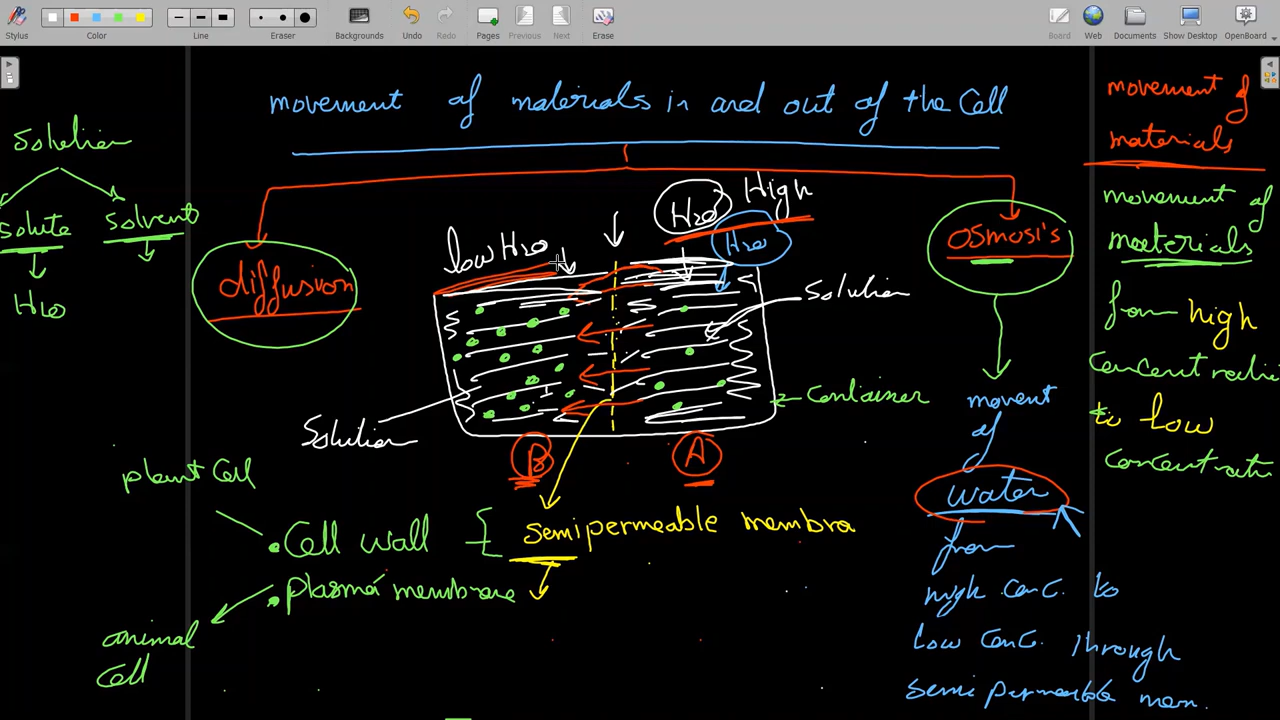 Stylus
Color
Line
Eraser
Backgrounds
Undo
Redo
Pages
Previous
Next
Erase
Board
Web
Documents
Show Desktop
OpenBoard
movement of materials in and out of the Cell
Solution
Solute
Solvent
H2O
diffusion
low H2O
H2O High
H2O
Solution
Container
Solution
B
A
osmosi's
movent
of
water
from
high conc. to
low conc. through
semi permeable mem.
movement of
materials
movement of
materials
from high
Concentratio
to low
concentrati
plant Cell
. Cell wall
semipermeable membra
. plasma membrane
animal
cell